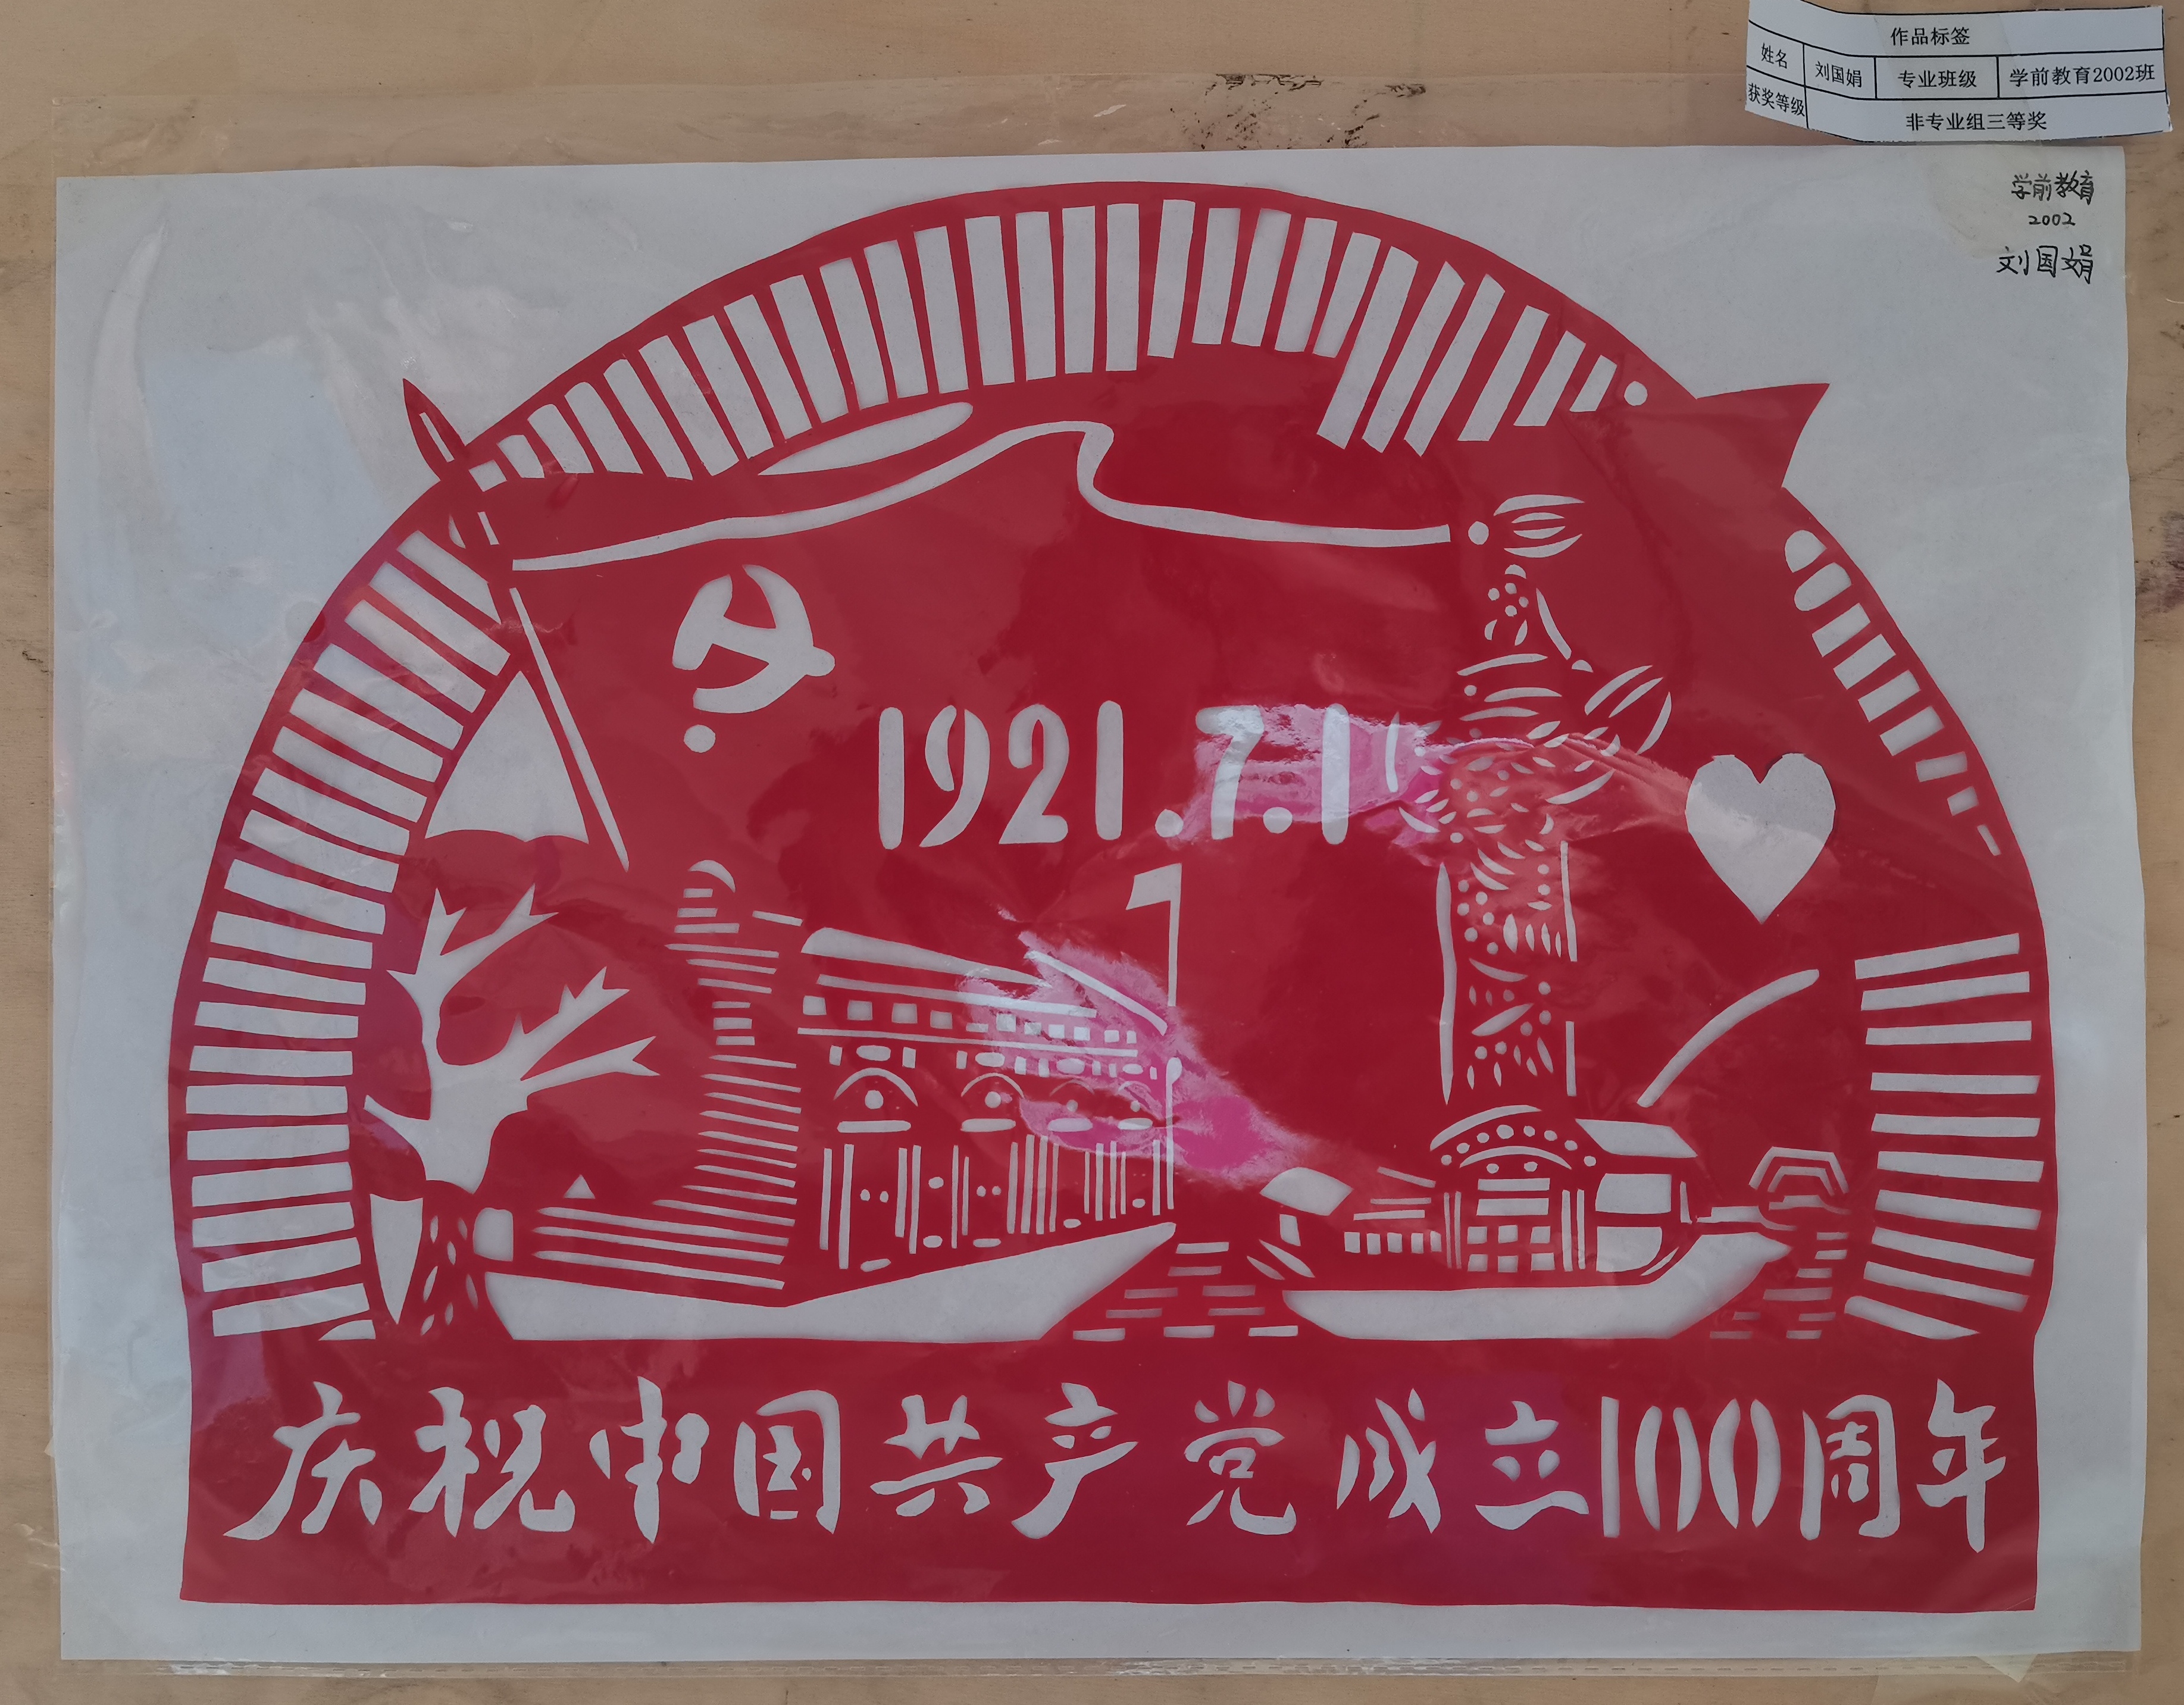 作品标签
姓名 刘国娟 专业班级 学前教育2002班
获奖等级 非专业组三等奖
学前教育
2002
刘国娟
1921.7.1
庆祝中国共产党成立100周年